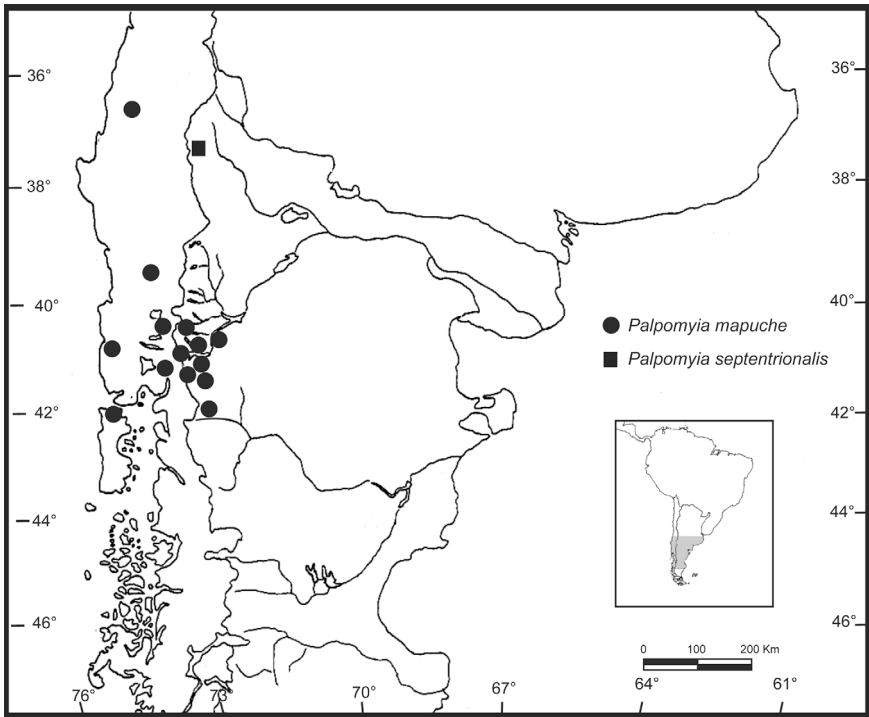 36° 36°
38° 38°
40° 40°
Palpomyia mapuche
Palpomyia septentrionalis
42° 42°
44° 44°
46° 46°
0 100 200 Km
76° 73 70° 67° 64° 61°